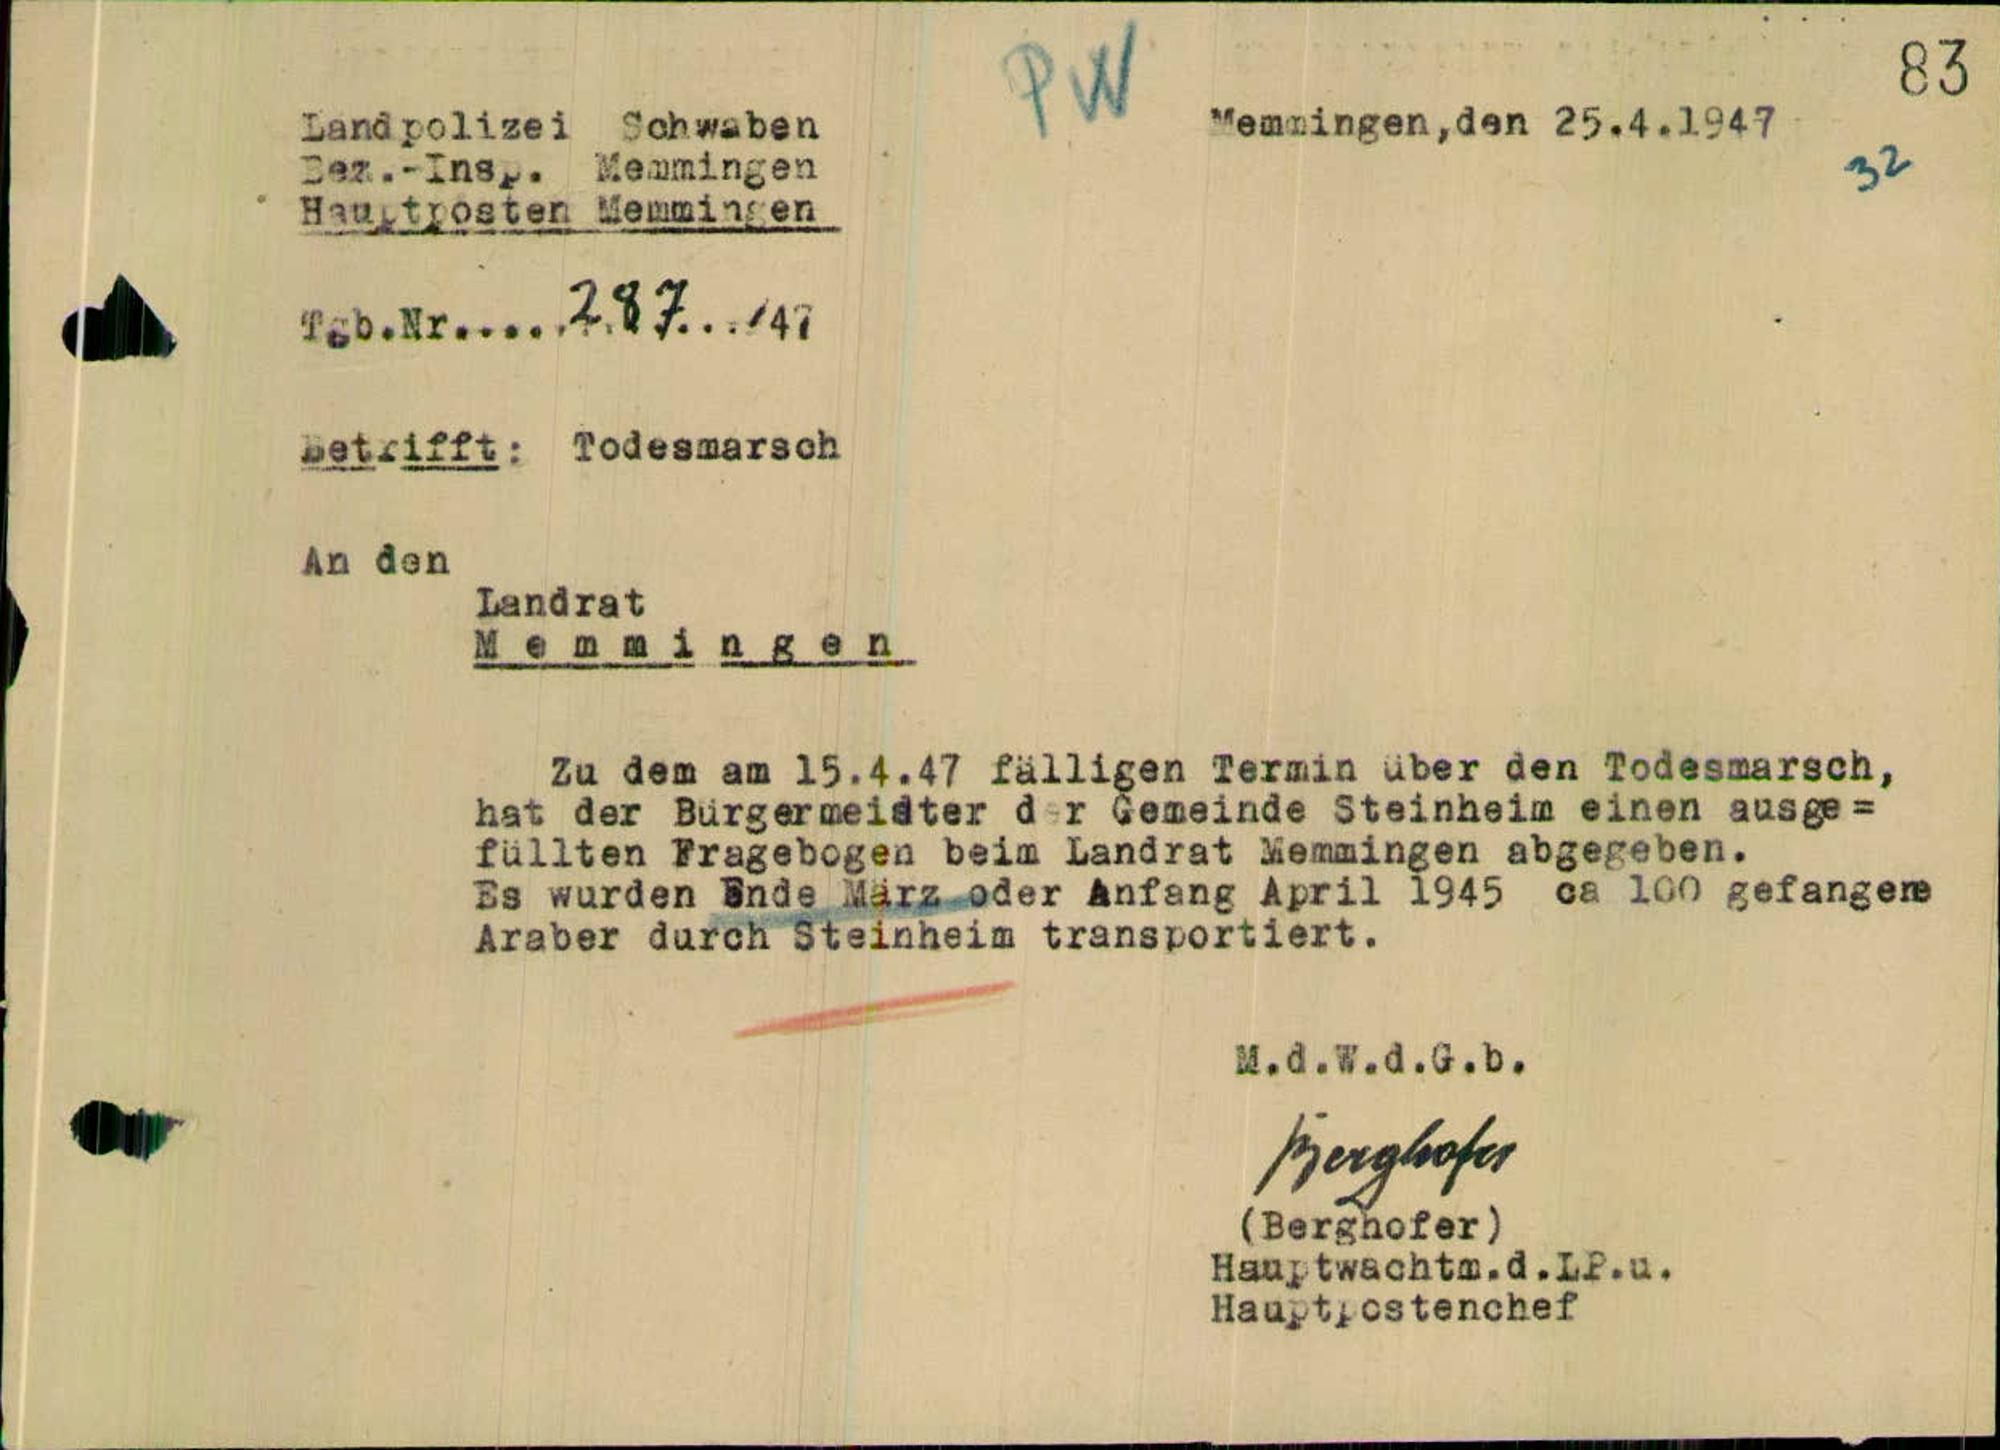 PW
83
Landpolizei Schwaben
Memmingen,den 25.4.1947
Bez.-Insp. Memmingen
32
Hauptposten Memmingen
Tgb.Nr.....287.../47
Betrifft: Todesmarsch
An den
Landrat
M e m m i n g e n
Zu dem am 15.4.47 fälligen Termin über den Todesmarsch,
hat der Bürgermeister der Gemeinde Steinheim einen ausge=
füllten Fragebogen beim Landrat Memmingen abgegeben.
Es wurden Ende März oder Anfang April 1945 ca 100 gefangene
Araber durch Steinheim transportiert.
M.d.W.d.G.b.
Berghofer
(Berghofer)
Hauptwachtm.d.LP.u.
Hauptpostenchef